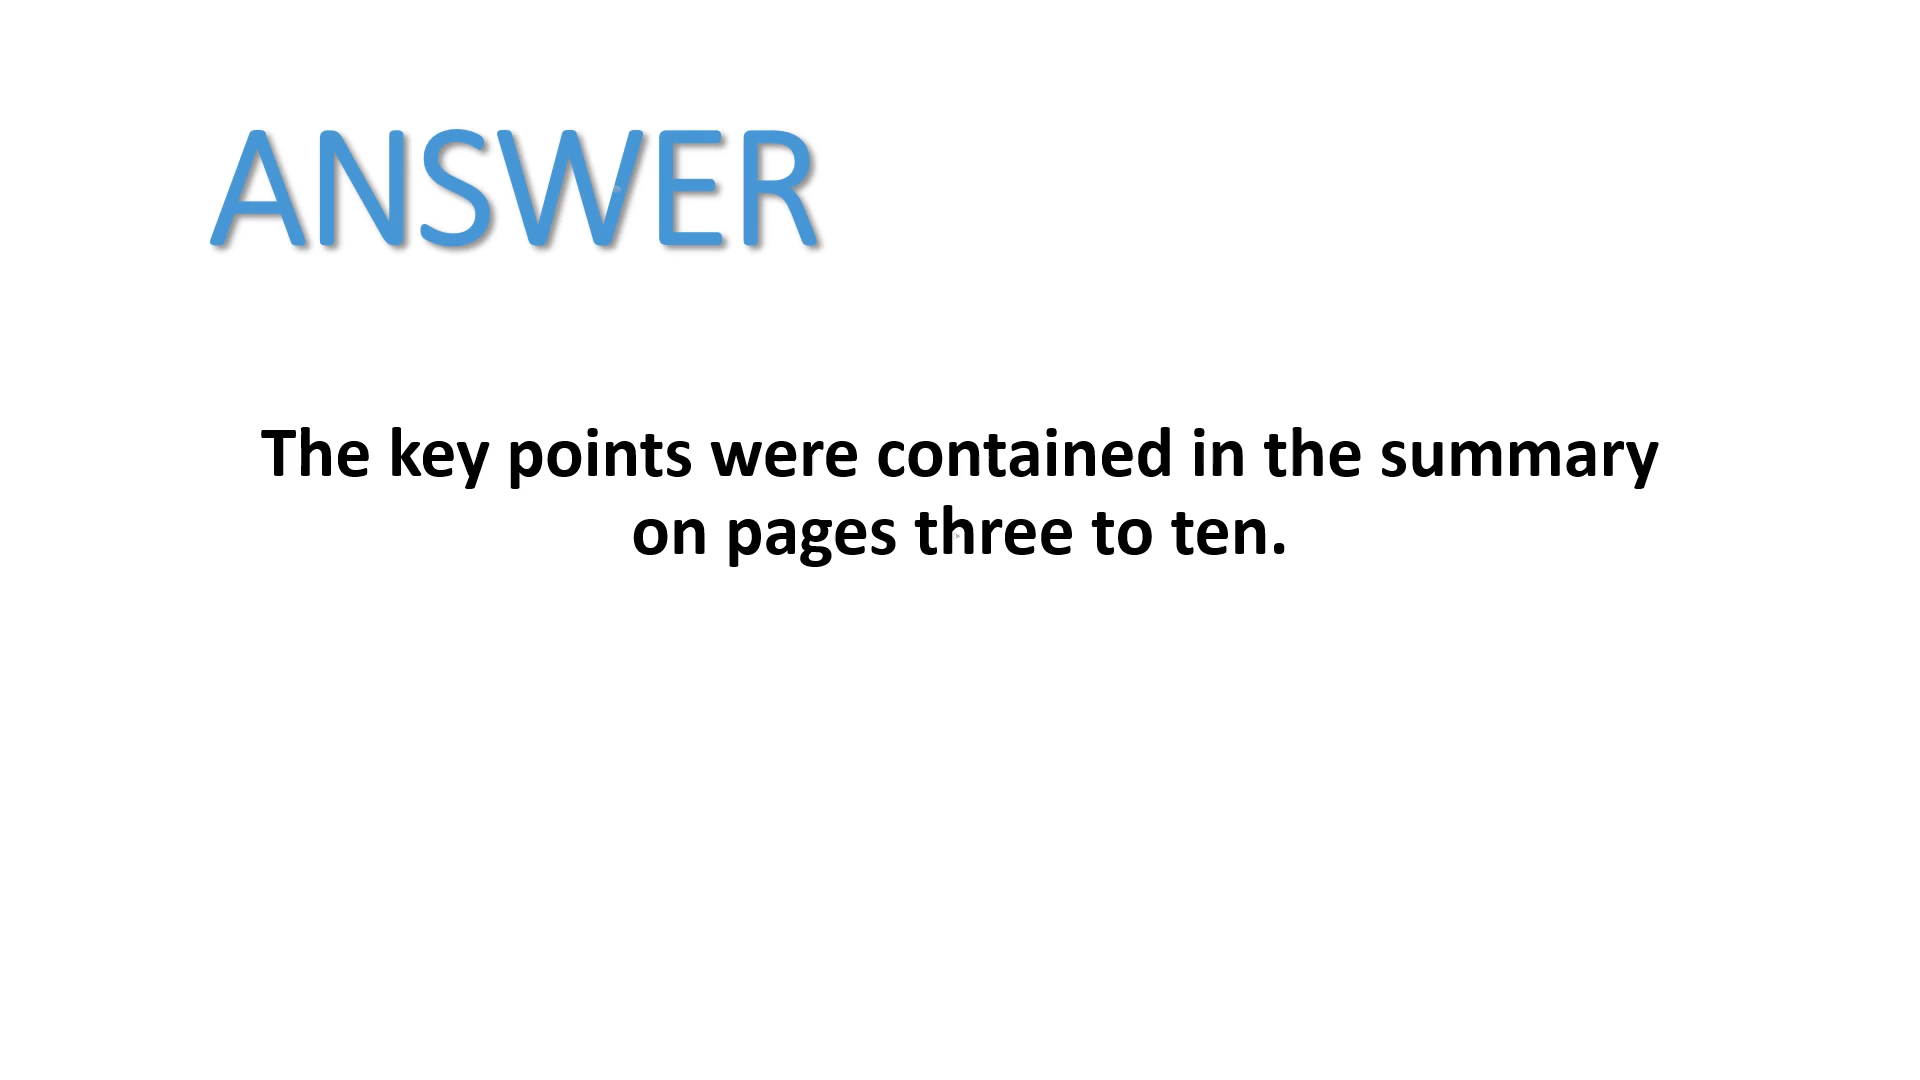 ANSWER
The key points were contained in the summary
on pages three to ten.